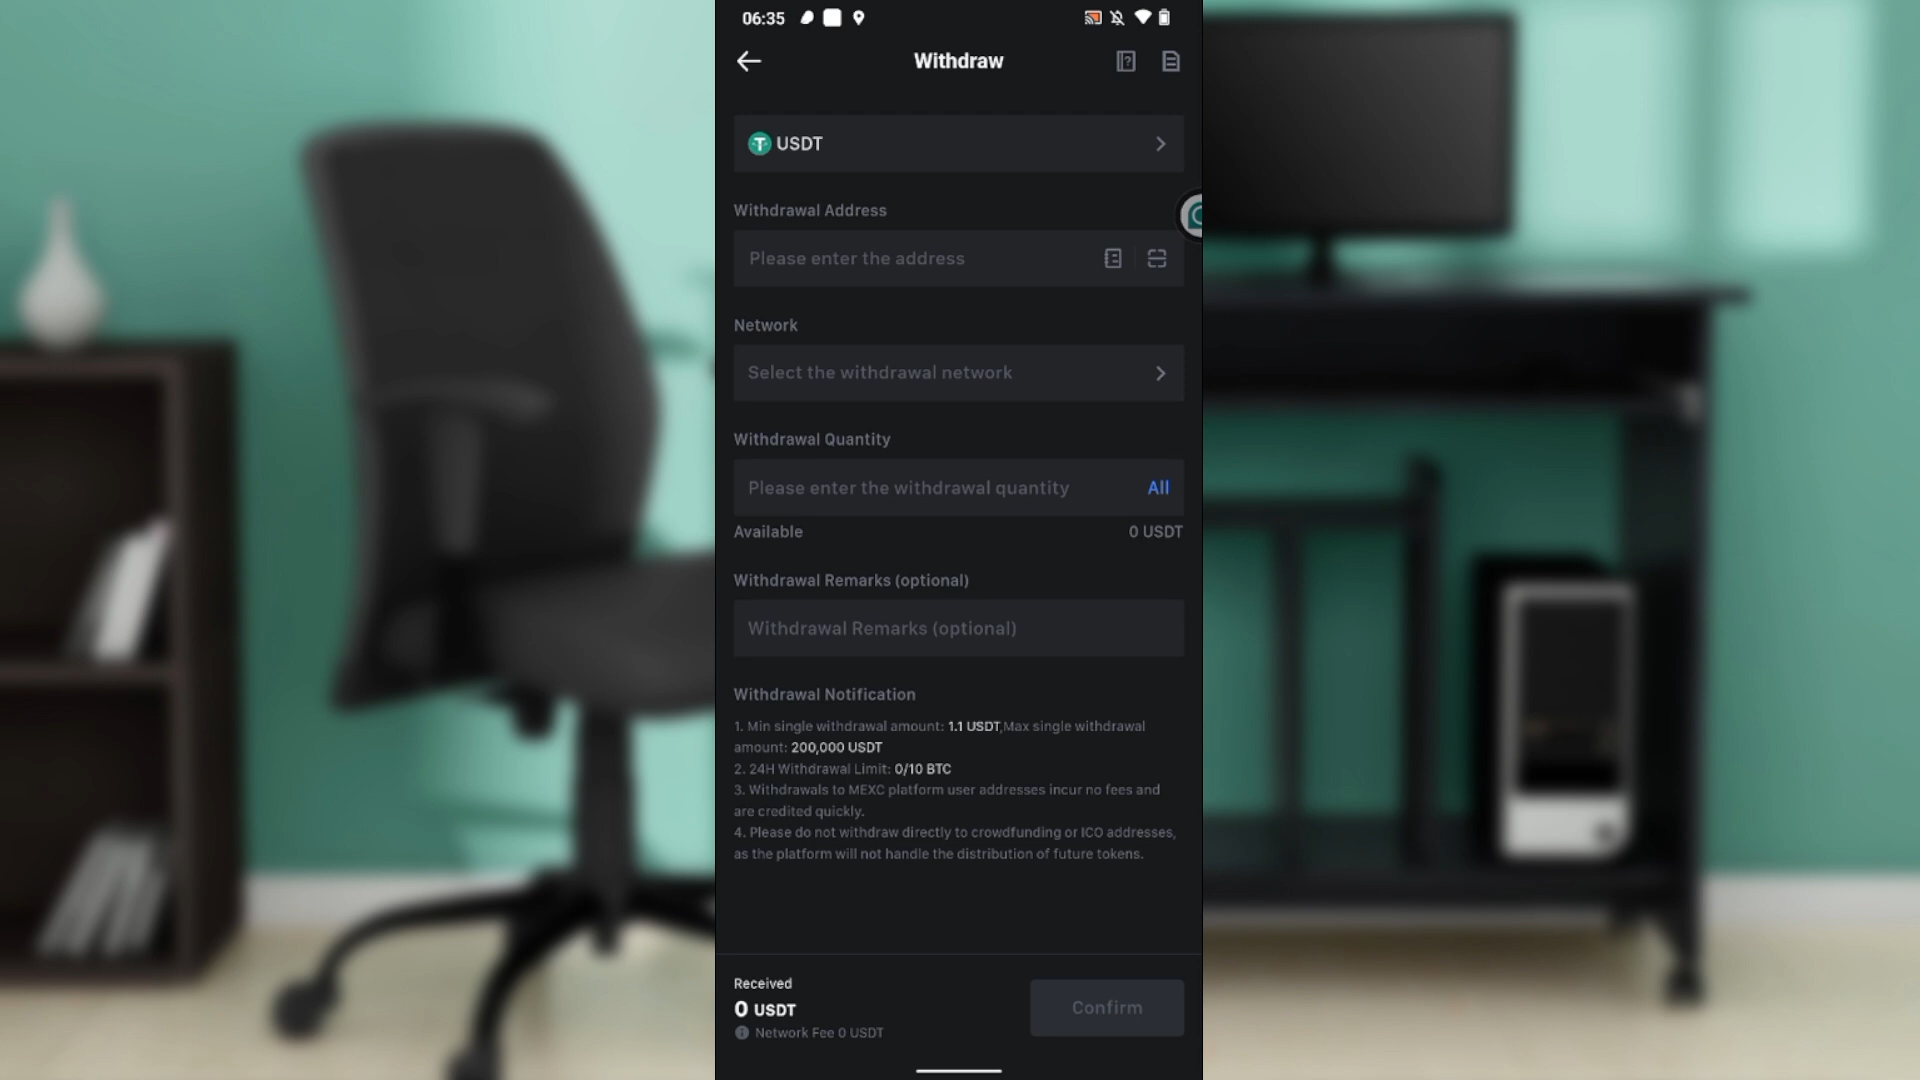 06:35
Withdraw
USDT
Withdrawal Address
Please enter the address
Network
Select the withdrawal network
Withdrawal Quantity
Please enter the withdrawal quantity All
Available 0 USDT
Withdrawal Remarks (optional)
Withdrawal Remarks (optional)
Withdrawal Notification
1. Min single withdrawal amount: 1.1 USDT,Max single withdrawal
amount: 200,000 USDT
2. 24H Withdrawal Limit: 0/10 BTC
3. Withdrawals to MEXC platform user addresses incur no fees and
are credited quickly.
4. Please do not withdraw directly to crowdfunding or ICO addresses,
as the platform will not handle the distribution of future tokens.
Received
0 USDT
Confirm
Network Fee 0 USDT